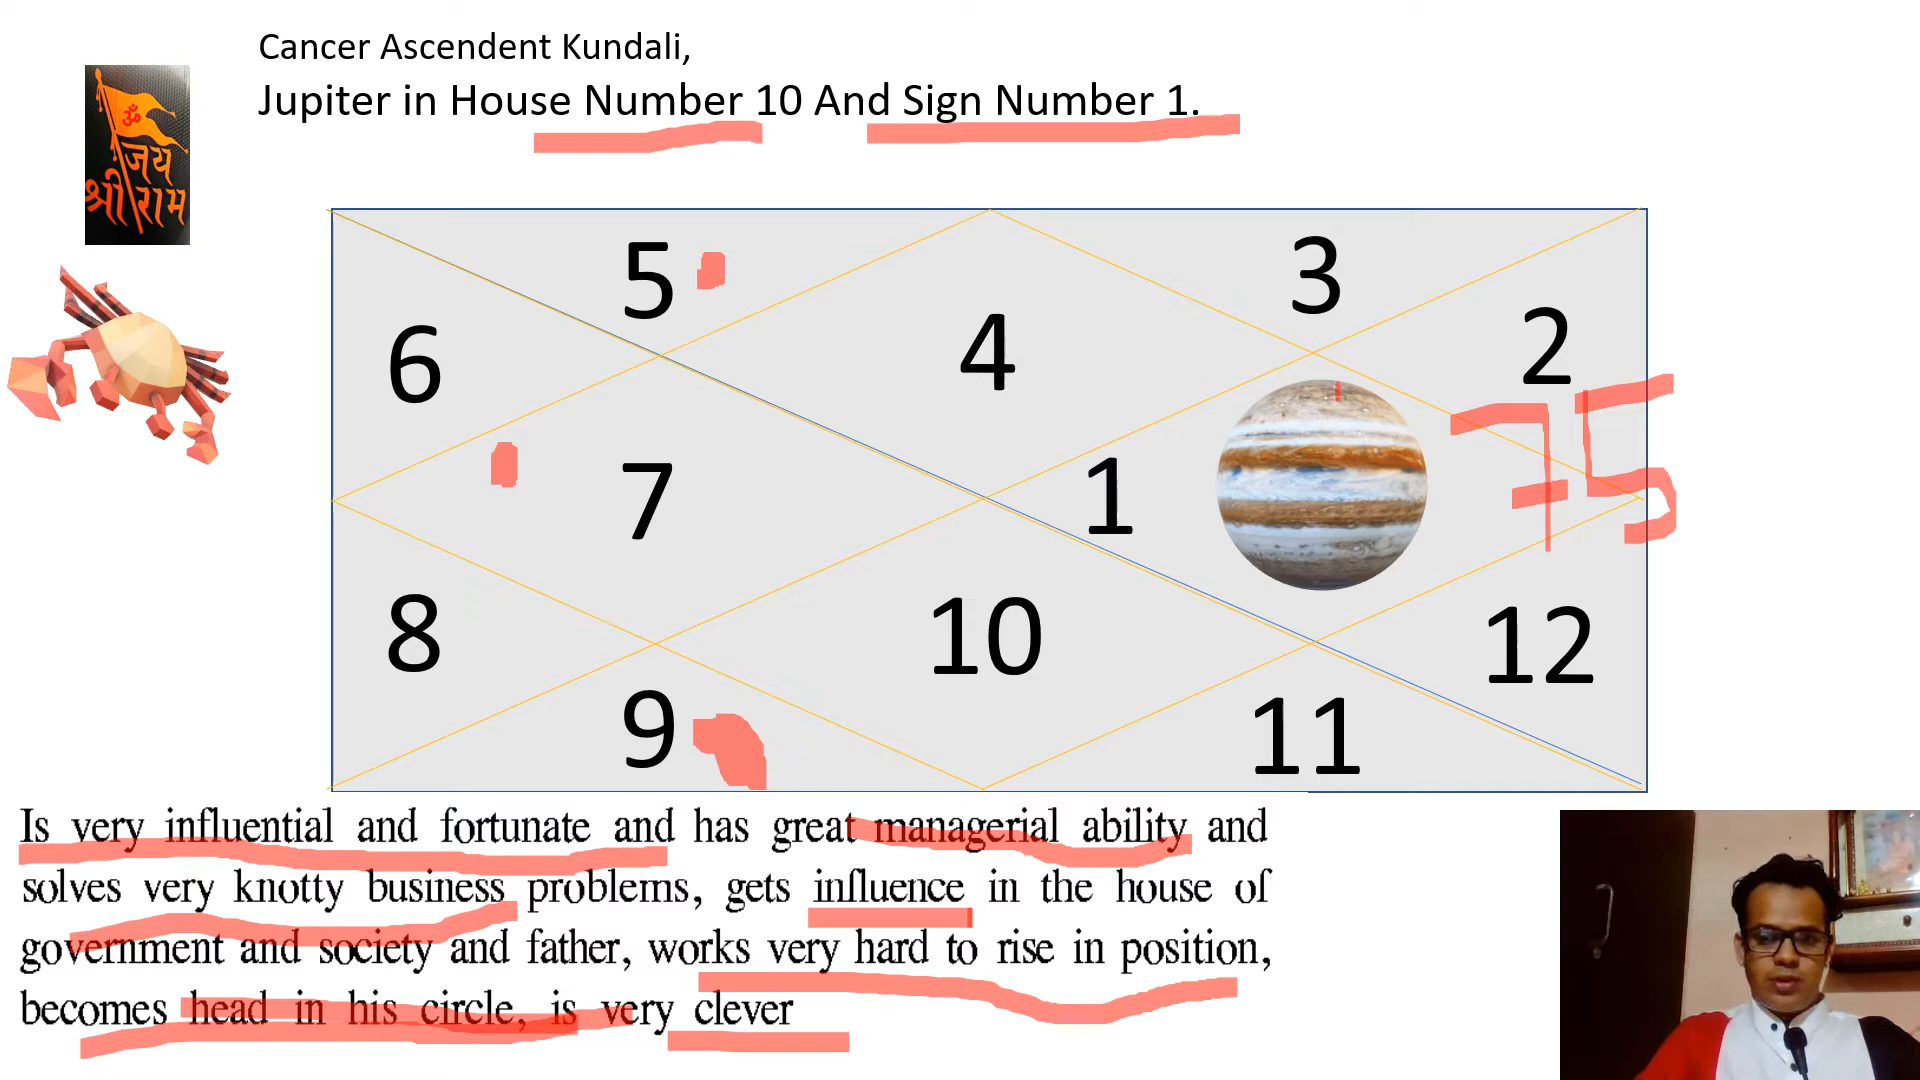 Cancer Ascendent Kundali,
Jupiter in House Number 10 And Sign Number 1.
ॐ
जय
श्री राम
5
3
6
4
2
7
1
75
8
10
12
9
11
Is very influential and fortunate and has great managerial ability and
solves very knotty business problems, gets influence in the house of
government and society and father, works very hard to rise in position,
becomes head in his circle, is very clever